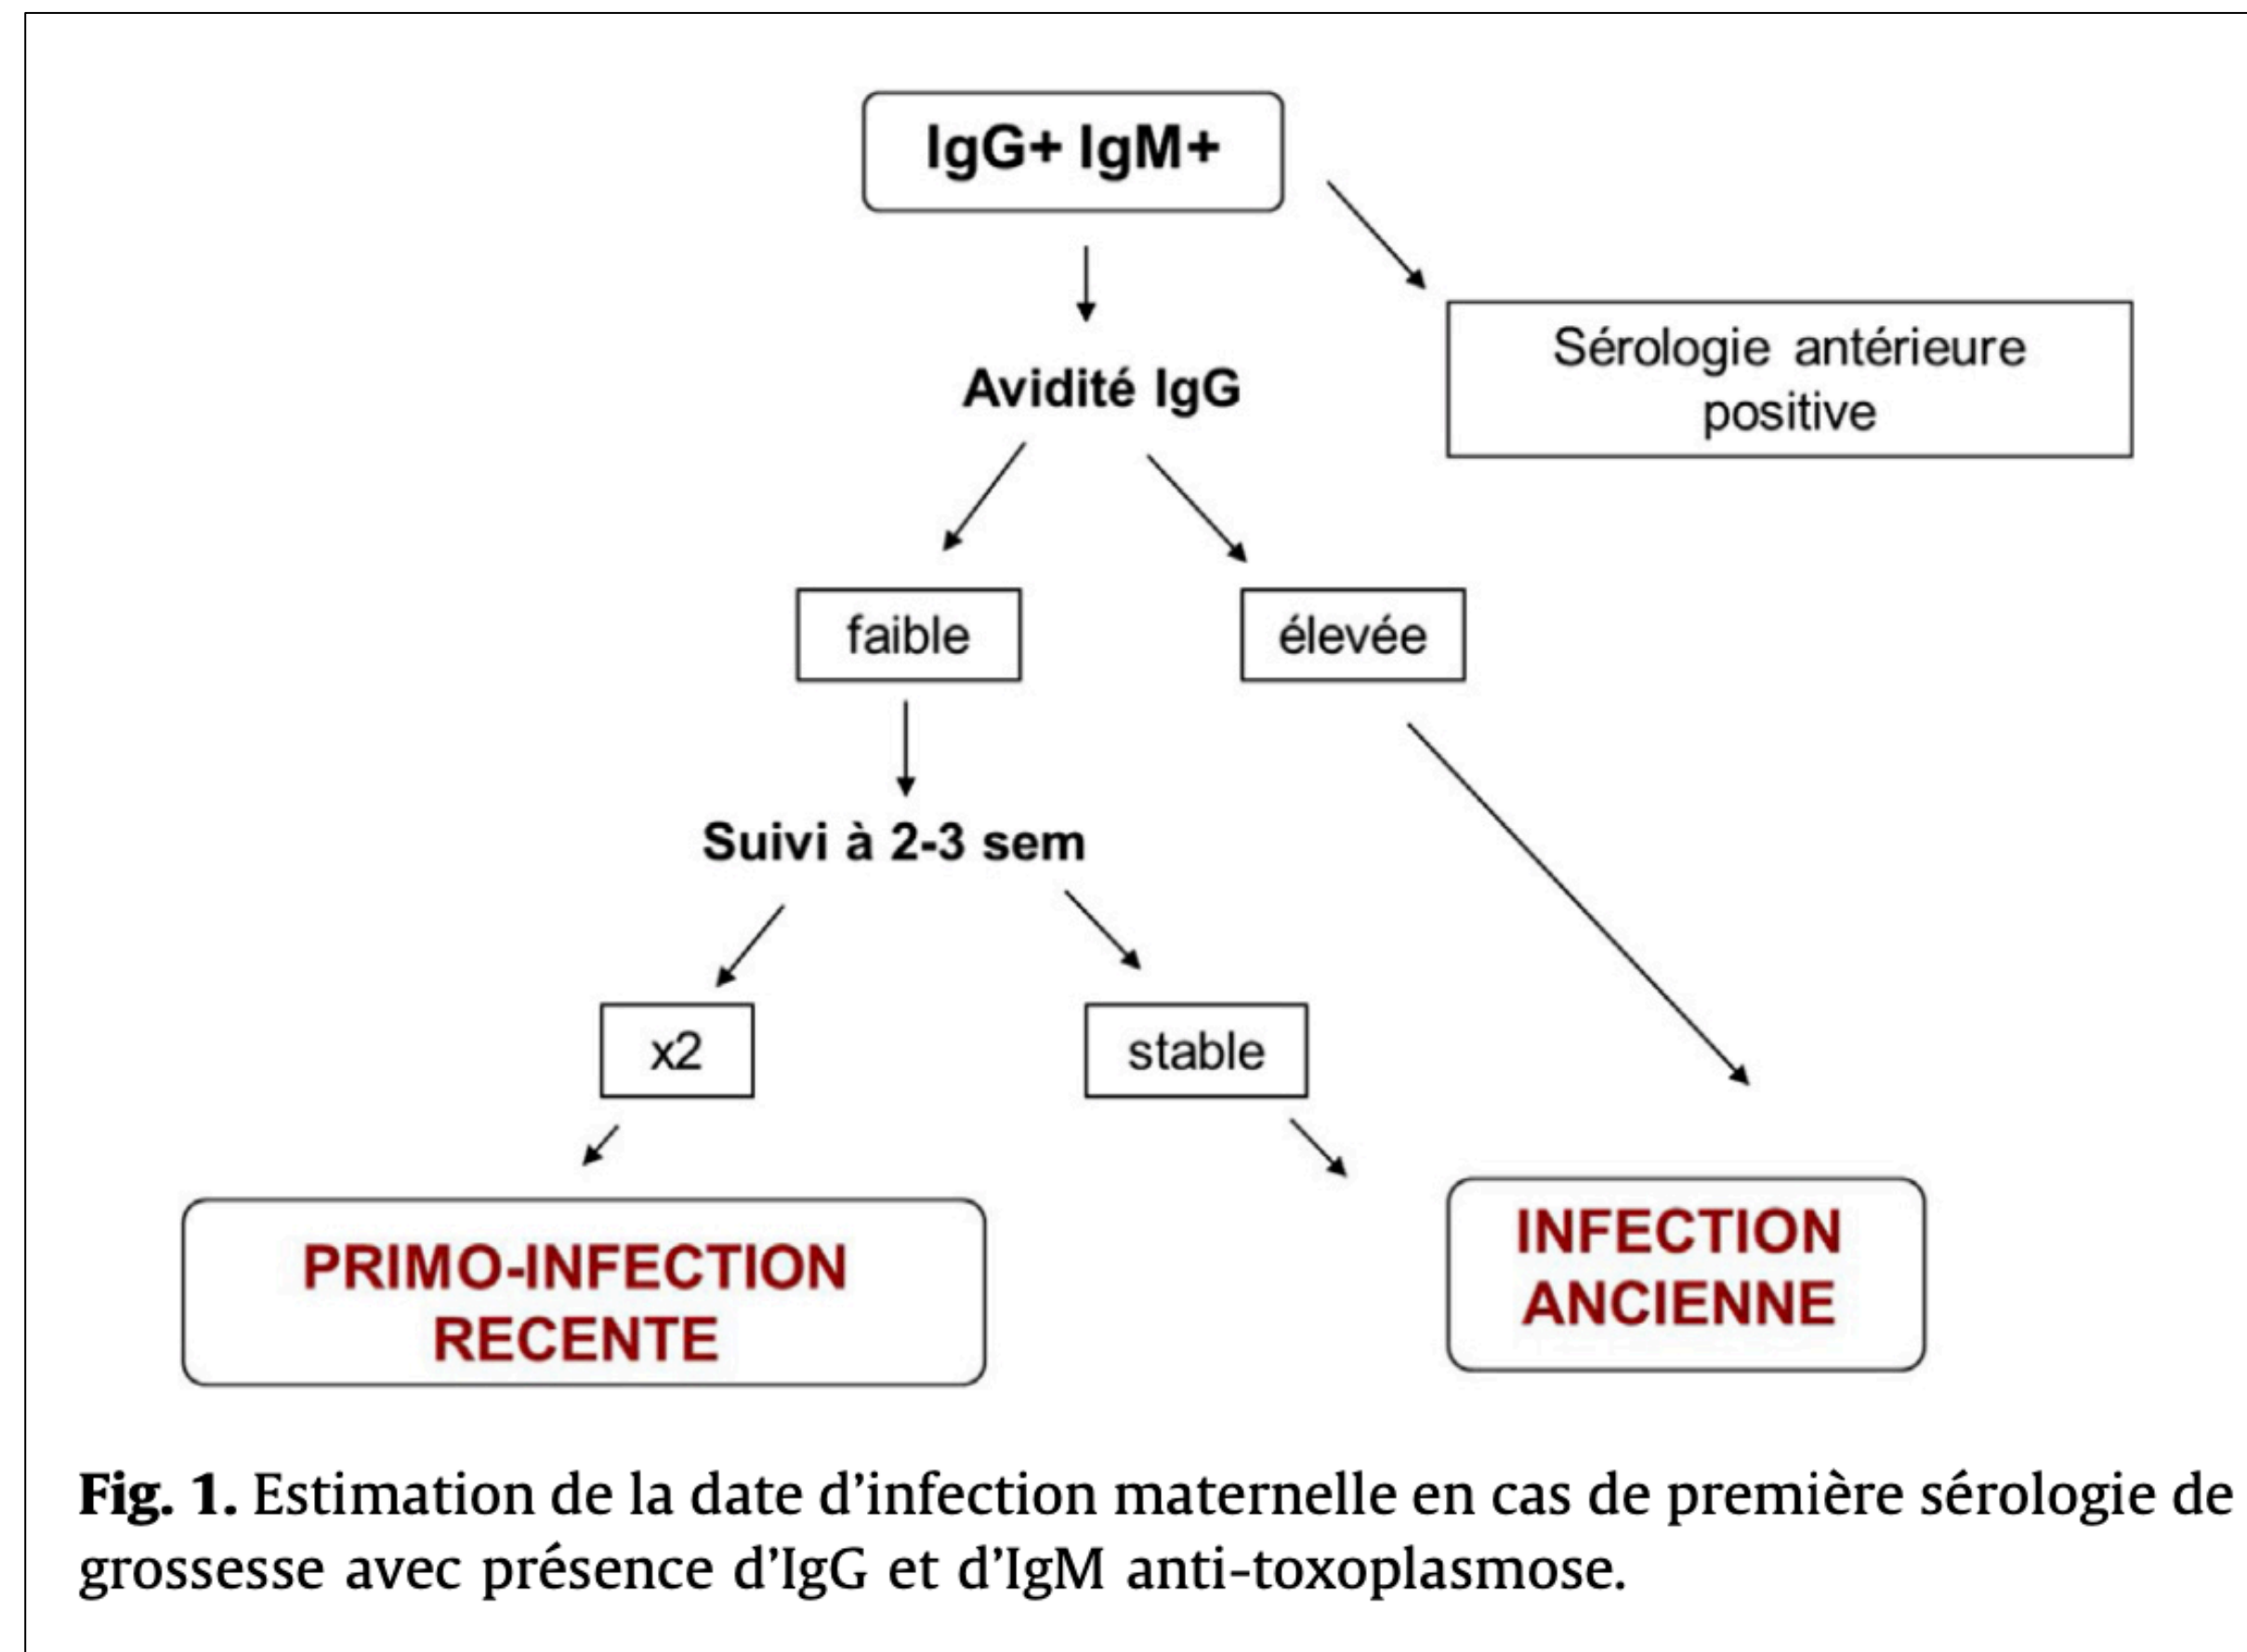 IgG+ IgM+
Sérologie antérieure
positive
Avidité IgG
faible
élevée
Suivi à 2-3 sem
x2
stable
PRIMO-INFECTION
RECENTE
INFECTION
ANCIENNE
Fig. 1. Estimation de la date d'infection maternelle en cas de première sérologie de
grossesse avec présence d'IgG et d'IgM anti-toxoplasmose.